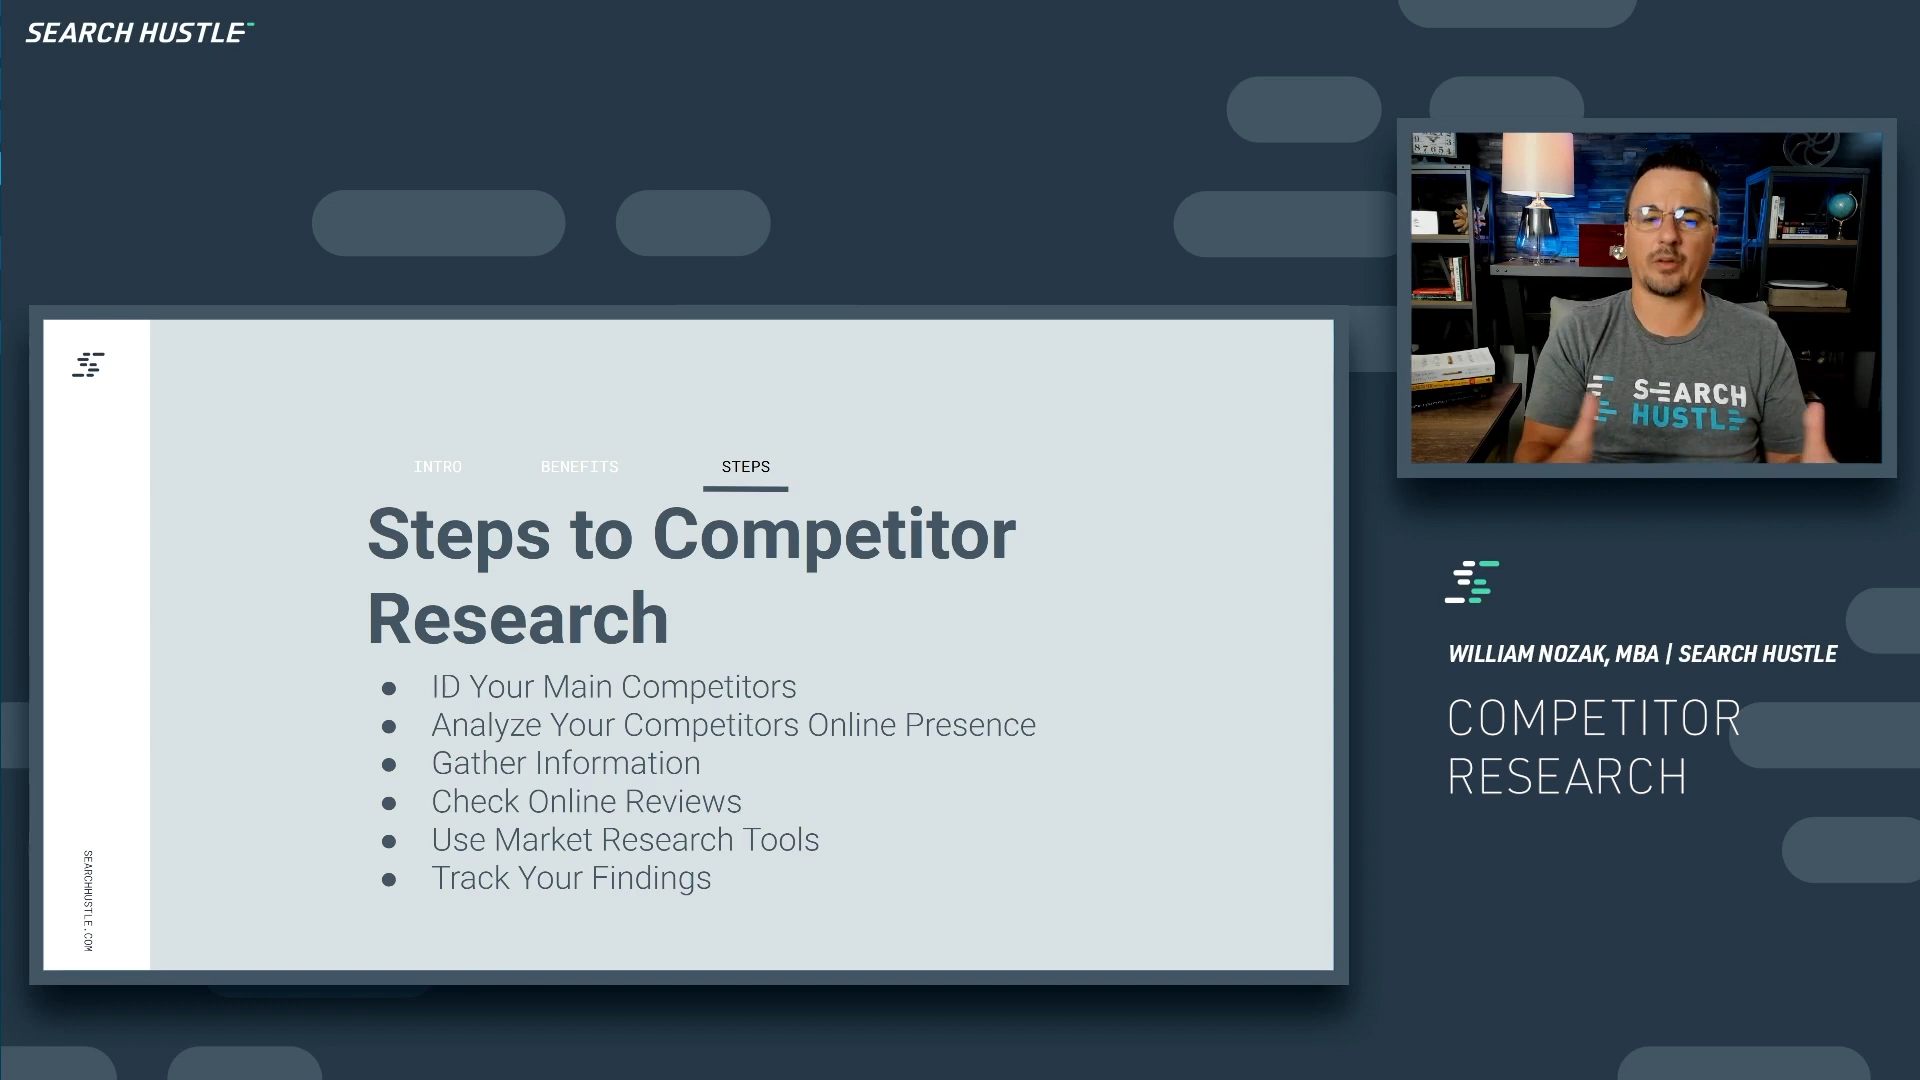 SEARCH HUSTLE
INTRO BENEFITS STEPS
Steps to Competitor
Research
● ID Your Main Competitors
● Analyze Your Competitors Online Presence
● Gather Information
● Check Online Reviews
● Use Market Research Tools
● Track Your Findings
SEARCHHUSTLE.COM
SEARCH
HUSTLE
WILLIAM NOZAK, MBA | SEARCH HUSTLE
COMPETITOR
RESEARCH